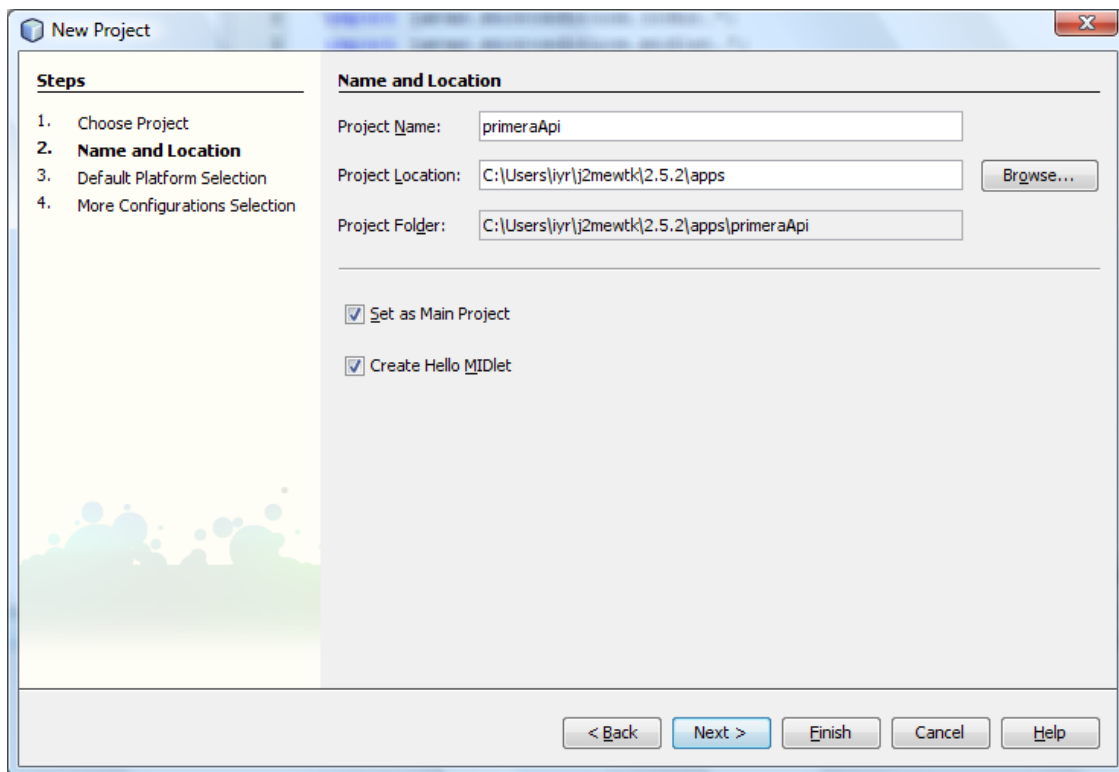 New Project
Steps
1. Choose Project
2. Name and Location
3. Default Platform Selection
4. More Configurations Selection
Name and Location
Project Name: primeraApi
Project Location: C:\Users\iyr\j2mewtk\2.5.2\apps Browse...
Project Folder: C:\Users\iyr\j2mewtk\2.5.2\apps\primeraApi
Set as Main Project
Create Hello MIDlet
< Back Next > Finish Cancel Help